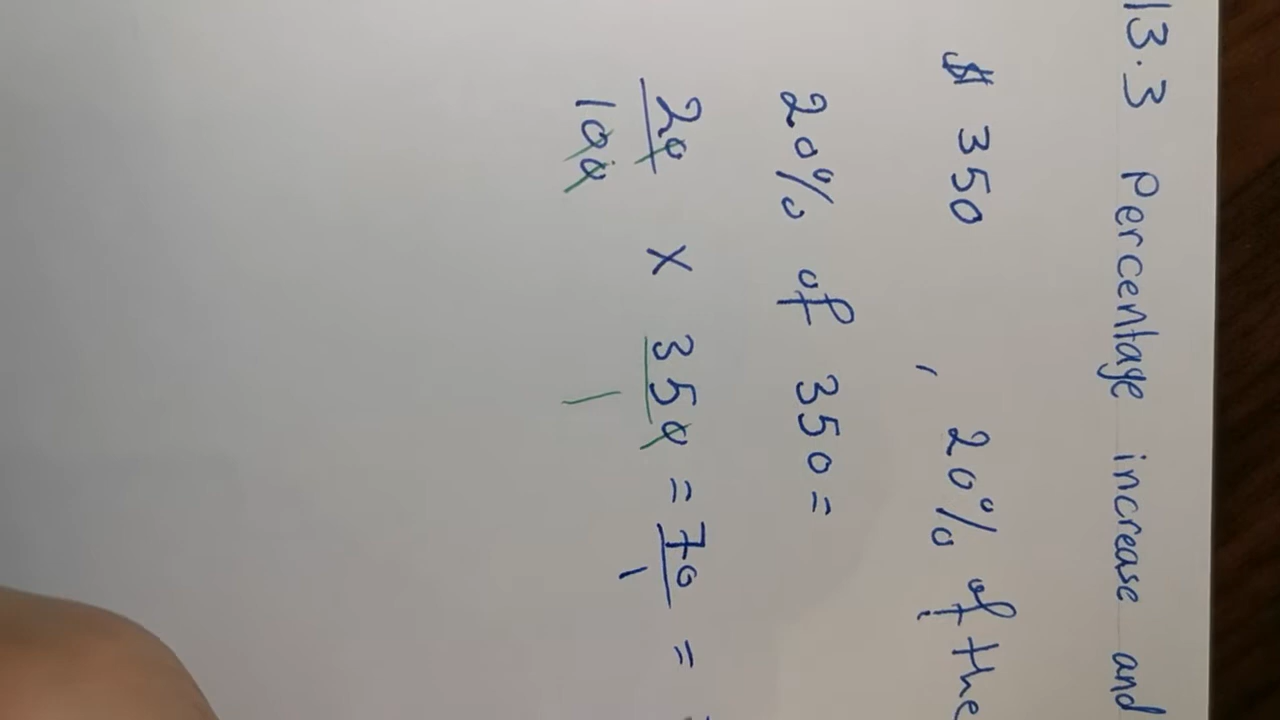 13.3 Percentage increase and
$ 350 , 20% of the
20% of 350 =
20/100 × 350/1 = 70/1 =